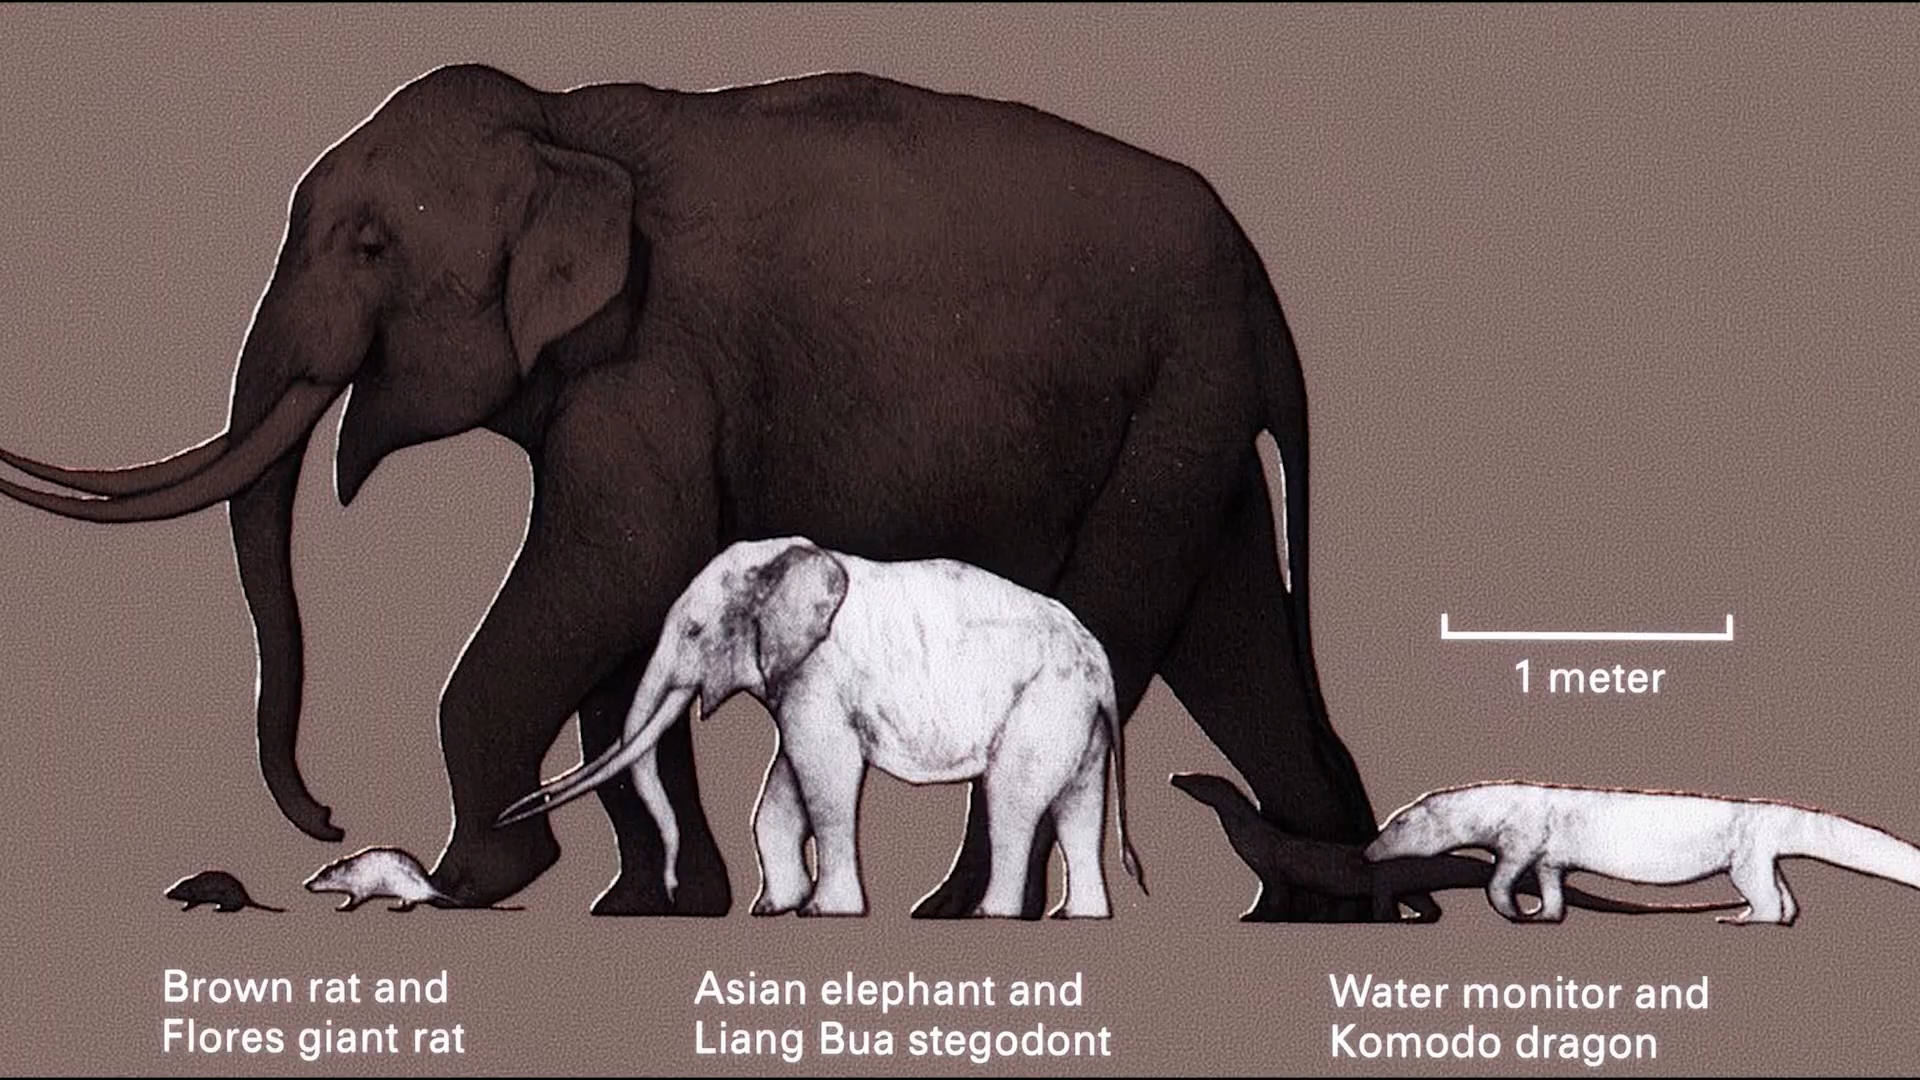 1 meter
Brown rat and
Flores giant rat
Asian elephant and
Liang Bua stegodont
Water monitor and
Komodo dragon